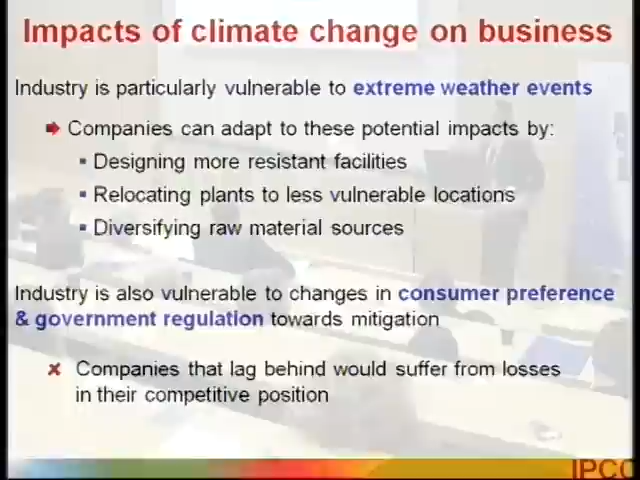 Impacts of climate change on business
Industry is particularly vulnerable to extreme weather events
Companies can adapt to these potential impacts by:
▪ Designing more resistant facilities
▪ Relocating plants to less vulnerable locations
▪ Diversifying raw material sources
Industry is also vulnerable to changes in consumer preference
& government regulation towards mitigation
Companies that lag behind would suffer from losses
in their competitive position
IPCC